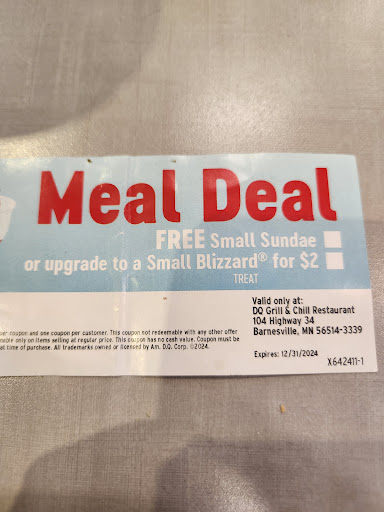 Meal Deal
FREE Small Sundae
or upgrade to a Small Blizzard® for $2
TREAT
Valid only at:
DQ Grill & Chill Restaurant
104 Highway 34
Barnesville, MN 56514-3339
Expires: 12/31/2024
X642411-1
per coupon and one coupon per customer. This coupon not redeemable with any other offer
only on items selling at regular price. This coupon has no cash value. Coupon must be
at time of purchase. All trademarks owned or licensed by Am. D.Q. Corp. ©2024.